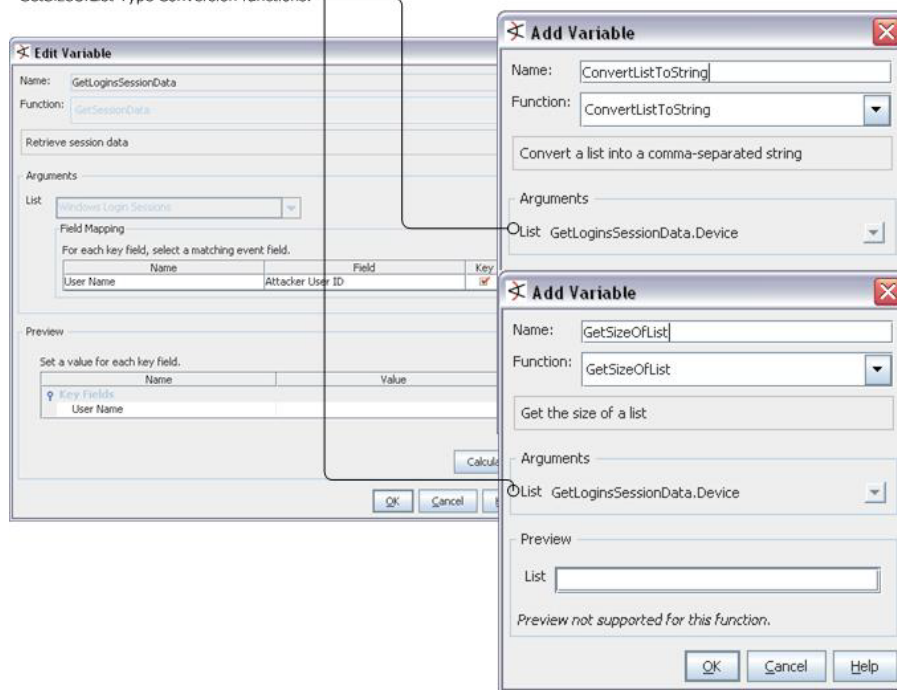 GetSizeOfList Type Conversion functions.
Edit Variable
Name: GetLoginsSessionData
Function: GetSessionData
Retrieve session data
Arguments
List Windows Login Sessions
Field Mapping
For each key field, select a matching event field.
Name Field Key
User Name Attacker User ID
Preview
Set a value for each key field.
Name Value
Key Fields
User Name
OK Cancel
Add Variable
Name: ConvertListToString
Function: ConvertListToString
Convert a list into a comma-separated string
Arguments
List GetLoginsSessionData.Device
Add Variable
Name: GetSizeOfList
Function: GetSizeOfList
Get the size of a list
Arguments
List GetLoginsSessionData.Device
Preview
List
Preview not supported for this function.
OK Cancel Help